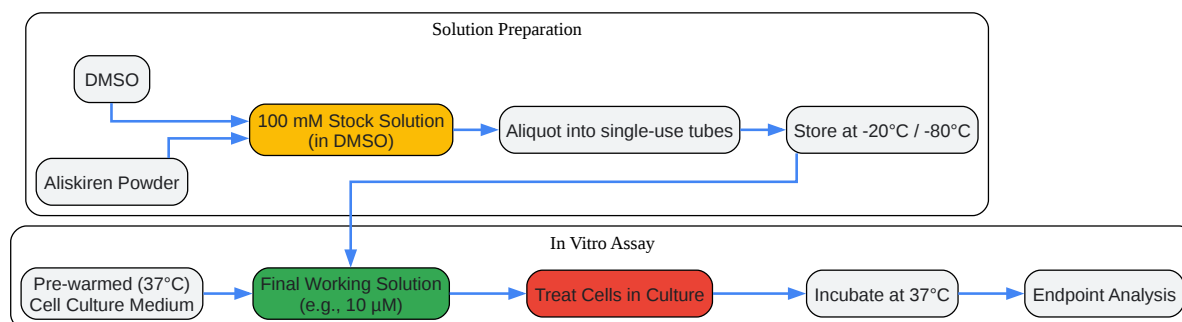 Solution Preparation
DMSO
Aliskiren Powder
100 mM Stock Solution
(in DMSO)
Aliquot into single-use tubes
Store at -20°C / -80°C
In Vitro Assay
Pre-warmed (37°C)
Cell Culture Medium
Final Working Solution
(e.g., 10 µM)
Treat Cells in Culture
Incubate at 37°C
Endpoint Analysis